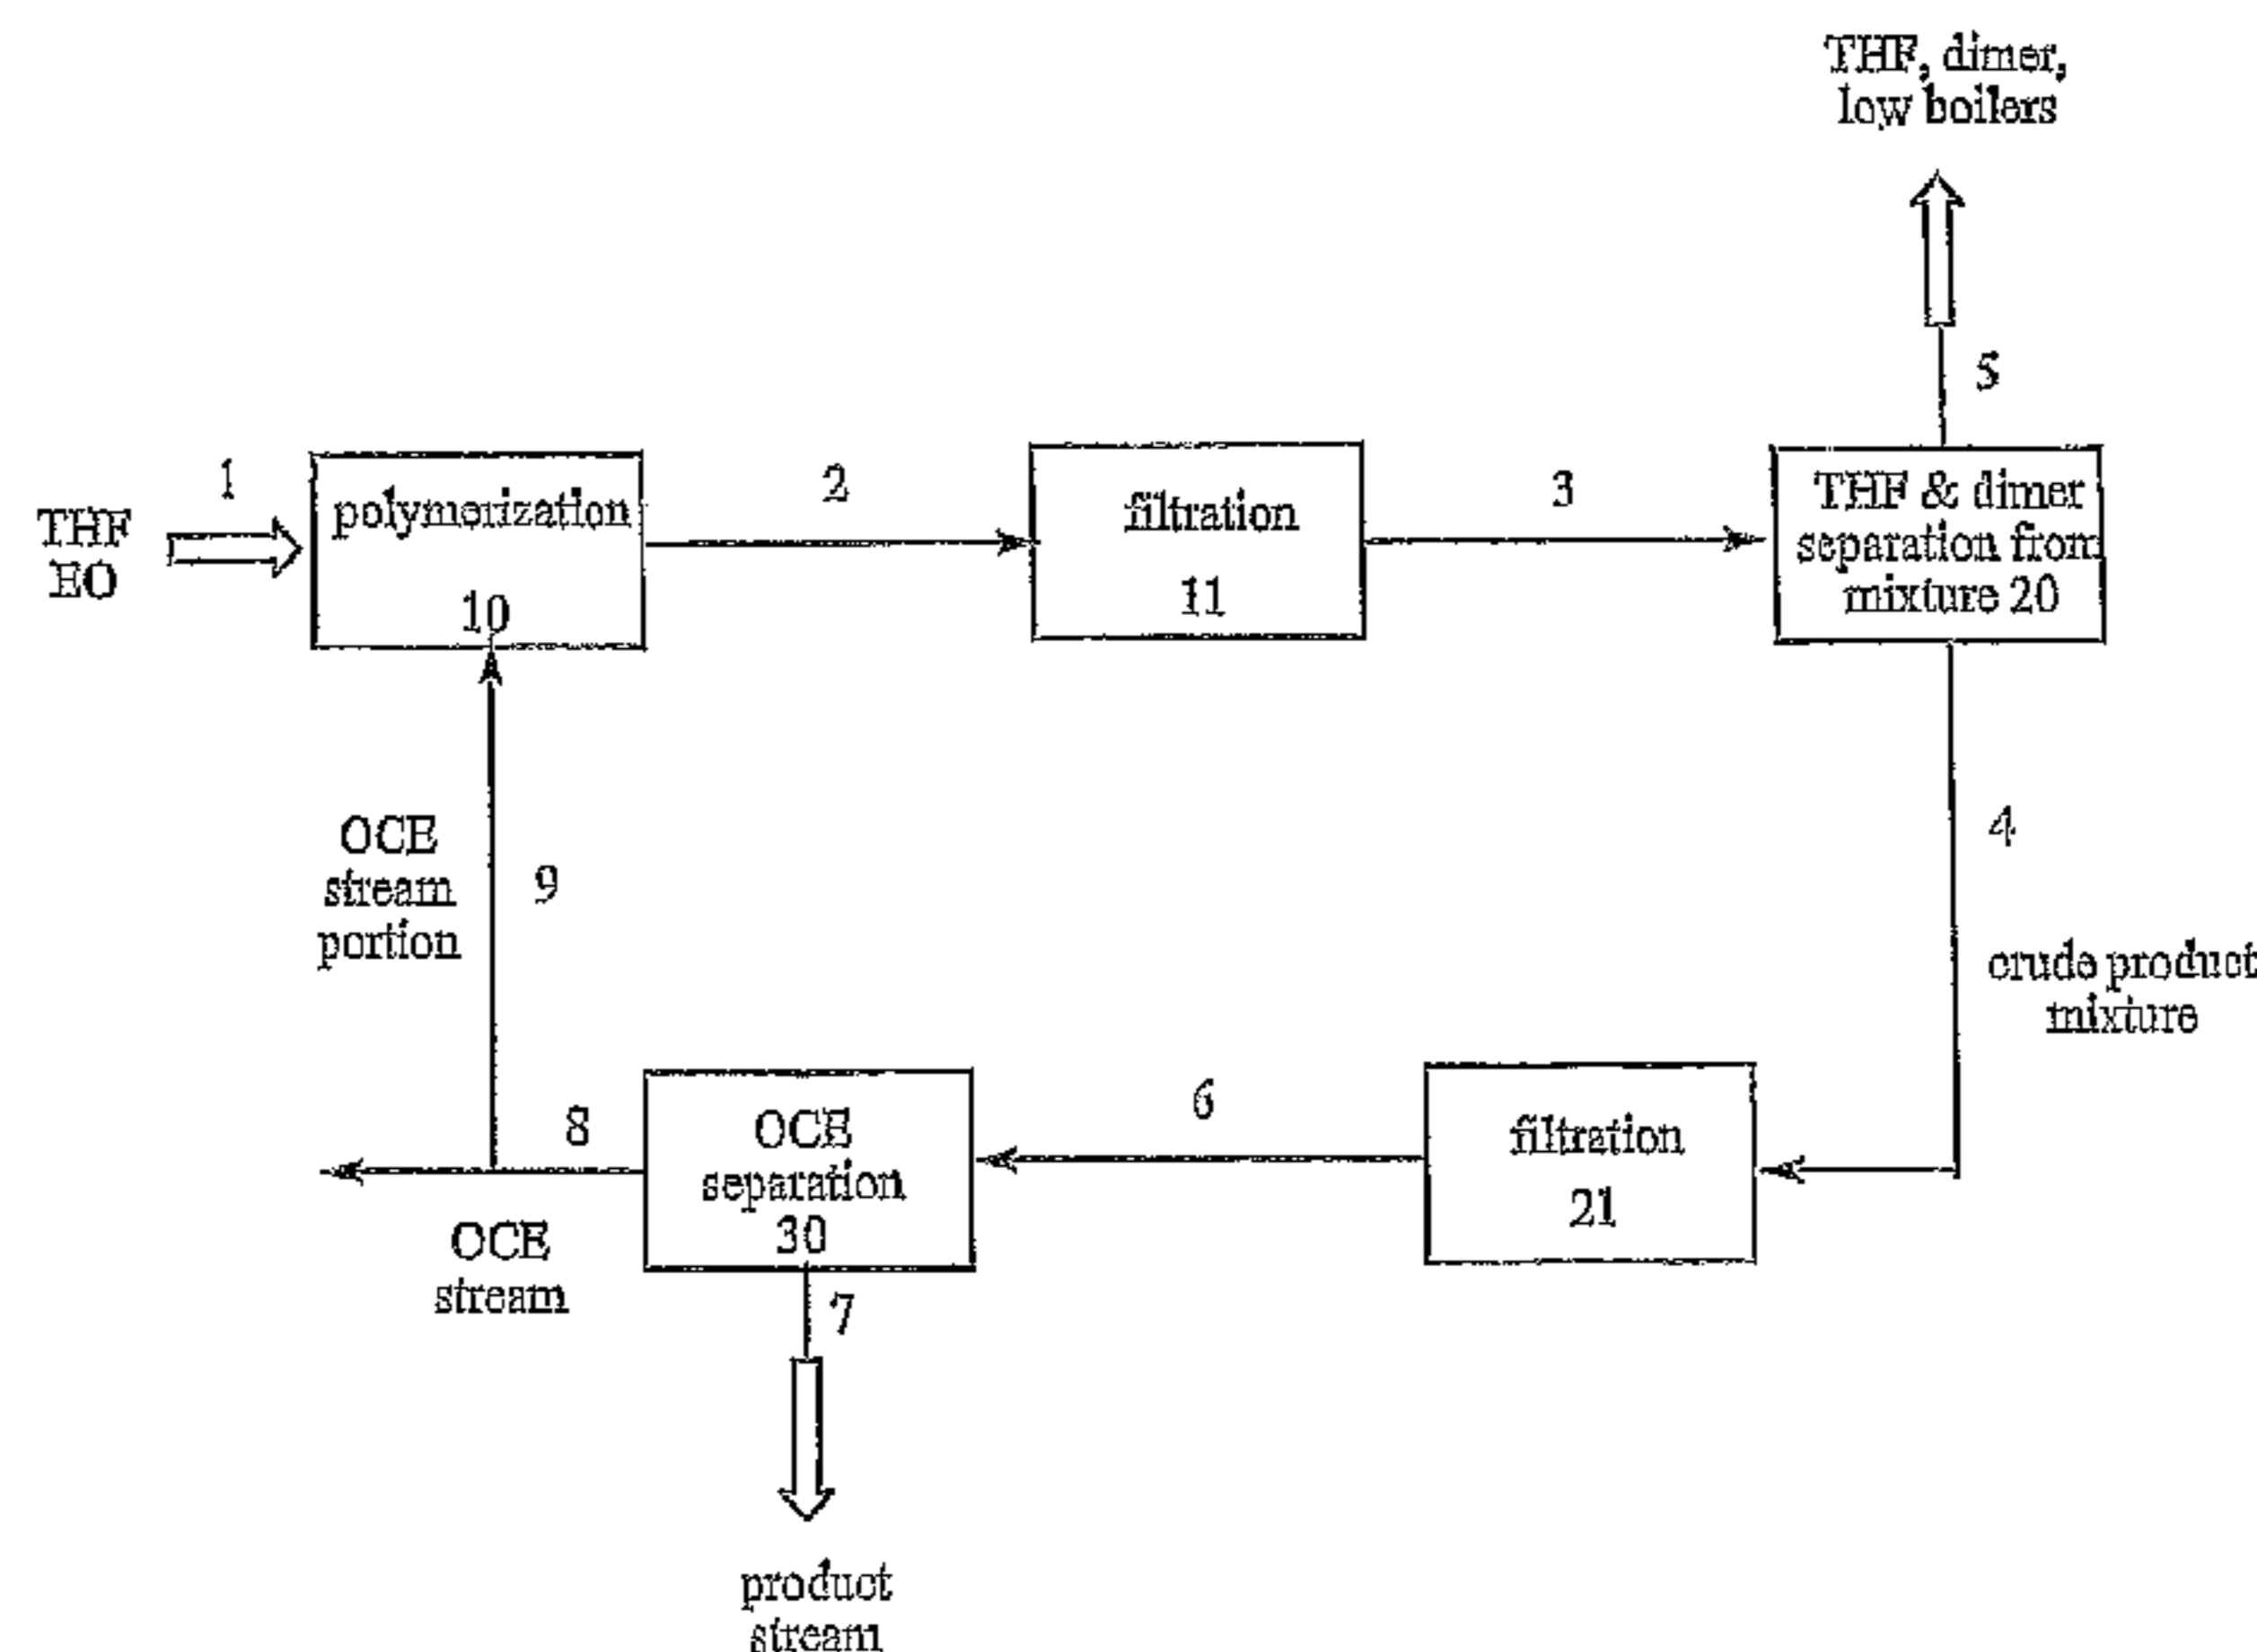 THF, dimer,
low boilers
5
1
THF
EO
polymerization
10
2
filtration
11
3
THF & dimer
separation from
mixture 20
4
crude product
mixture
OCE
stream
portion
9
8
OCE
separation
30
6
filtration
21
OCE
stream
7
product
stream